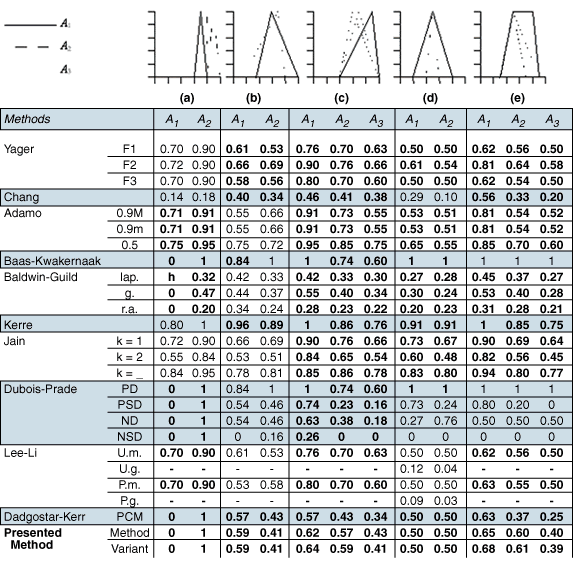 A₁
A₂
A₃
(a) (b) (c) (d) (e)
Methods A₁ A₂ A₁ A₂ A₁ A₂ A₃ A₁ A₂ A₁ A₂ A₃
Yager F1 0.70 0.90 0.61 0.53 0.76 0.70 0.63 0.50 0.50 0.62 0.56 0.50
F2 0.72 0.90 0.66 0.69 0.90 0.76 0.66 0.61 0.54 0.81 0.64 0.58
F3 0.70 0.90 0.58 0.56 0.80 0.70 0.60 0.50 0.50 0.62 0.54 0.50
Chang 0.14 0.18 0.40 0.34 0.46 0.41 0.38 0.29 0.10 0.56 0.33 0.20
Adamo 0.9M 0.71 0.91 0.55 0.66 0.91 0.73 0.55 0.53 0.51 0.81 0.54 0.52
0.9m 0.71 0.91 0.55 0.66 0.91 0.73 0.55 0.53 0.51 0.81 0.54 0.52
0.5 0.75 0.95 0.75 0.72 0.95 0.85 0.75 0.65 0.55 0.85 0.70 0.60
Baas-Kwakernaak 0 1 0.84 1 1 0.74 0.60 1 1 1 1 1
Baldwin-Guild lap. h 0.32 0.42 0.33 0.42 0.33 0.30 0.27 0.28 0.45 0.37 0.27
g. 0 0.47 0.44 0.37 0.55 0.40 0.34 0.30 0.24 0.53 0.40 0.28
r.a. 0 0.20 0.34 0.24 0.28 0.23 0.22 0.20 0.23 0.31 0.28 0.21
Kerre 0.80 1 0.96 0.89 1 0.86 0.76 0.91 0.91 1 0.85 0.75
Jain k = 1 0.72 0.90 0.66 0.69 0.90 0.76 0.66 0.73 0.67 0.90 0.69 0.64
k = 2 0.55 0.84 0.53 0.51 0.84 0.65 0.54 0.60 0.48 0.82 0.56 0.45
k = _ 0.84 0.95 0.78 0.81 0.85 0.86 0.78 0.83 0.80 0.94 0.80 0.77
Dubois-Prade PD 0 1 0.84 1 1 0.74 0.60 1 1 1 1 1
PSD 0 1 0.54 0.46 0.74 0.23 0.16 0.73 0.24 0.80 0.20 0
ND 0 1 0.54 0.46 0.63 0.38 0.18 0.27 0.76 0.50 0.50 0.50
NSD 0 1 0 0.16 0.26 0 0 0 0 0 0 0
Lee-Li U.m. 0.70 0.90 0.61 0.53 0.76 0.70 0.63 0.50 0.50 0.62 0.56 0.50
U.g. - - - - - - - 0.12 0.04 - - -
P.m. 0.70 0.90 0.53 0.58 0.80 0.70 0.60 0.50 0.50 0.63 0.55 0.50
P.g. - - - - - - - 0.09 0.03 - - -
Dadgostar-Kerr PCM 0 1 0.57 0.43 0.57 0.43 0.34 0.50 0.50 0.63 0.37 0.25
Presented Method 0 1 0.59 0.41 0.62 0.57 0.43 0.50 0.50 0.65 0.60 0.40
Method Variant 0 1 0.59 0.41 0.64 0.59 0.41 0.50 0.50 0.68 0.61 0.39